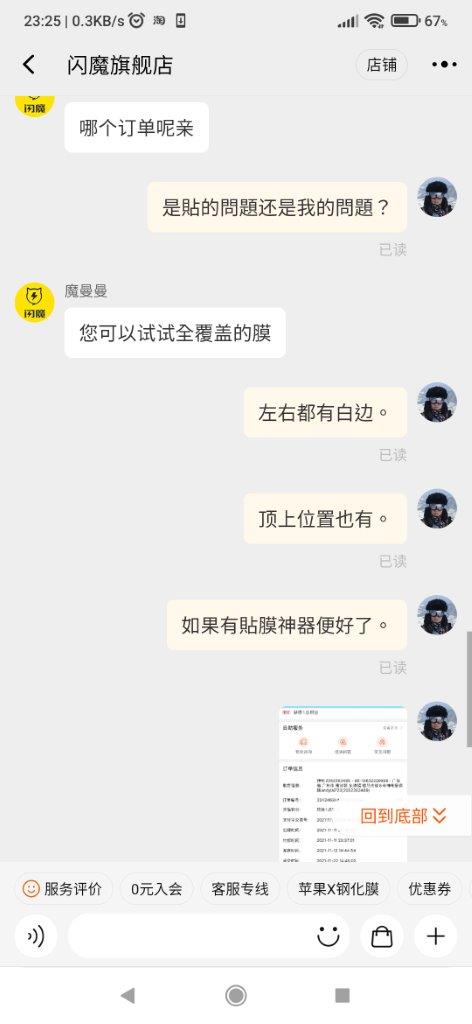 23:25 | 0.3KB/s 淘
67%
闪魔旗舰店
店铺
闪魔
哪个订单呢亲
是貼的問題还是我的問題？
已读
魔曼曼
闪魔
您可以试试全覆盖的膜
左右都有白边。
已读
顶上位置也有。
已读
如果有貼膜神器便好了。
已读
订单信息
回到底部
服务评价
0元入会
客服专线
苹果X钢化膜
优惠券